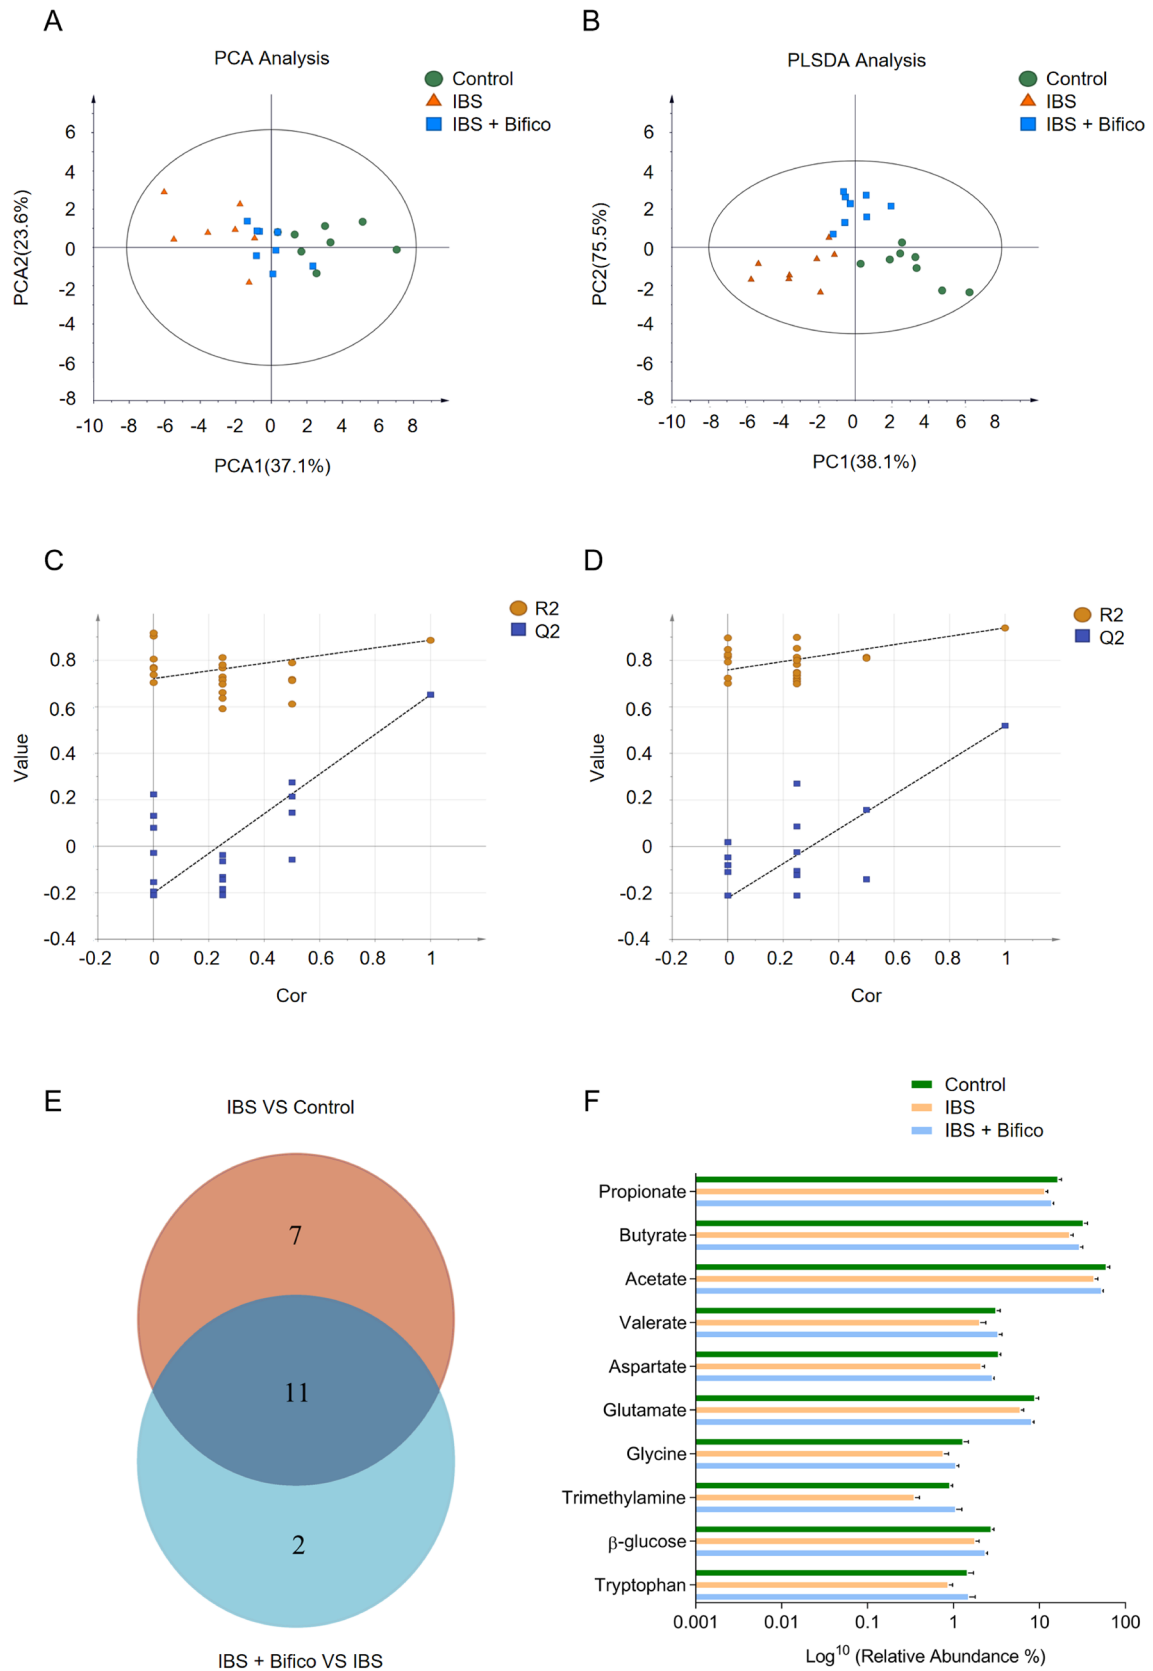 A
PCA Analysis
Control
IBS
IBS + Bifico
PCA2(23.6%)
6
4
2
0
-2
-4
-6
-8
-10 -8 -6 -4 -2 0 2 4 6 8
PCA1(37.1%)
B
PLSDA Analysis
Control
IBS
IBS + Bifico
PC2(75.5%)
6
4
2
0
-2
-4
-6
-8
-10 -8 -6 -4 -2 0 2 4 6 8
PC1(38.1%)
C
R2
Q2
Value
0.8
0.6
0.4
0.2
0
-0.2
-0.4
-0.2 0 0.2 0.4 0.6 0.8 1
Cor
D
R2
Q2
Value
0.8
0.6
0.4
0.2
0
-0.2
-0.4
-0.2 0 0.2 0.4 0.6 0.8 1
Cor
E
IBS VS Control
7
11
2
IBS + Bifico VS IBS
F
Control
IBS
IBS + Bifico
Propionate
Butyrate
Acetate
Valerate
Aspartate
Glutamate
Glycine
Trimethylamine
β-glucose
Tryptophan
0.001 0.01 0.1 1 10 100
Log¹⁰ (Relative Abundance %)